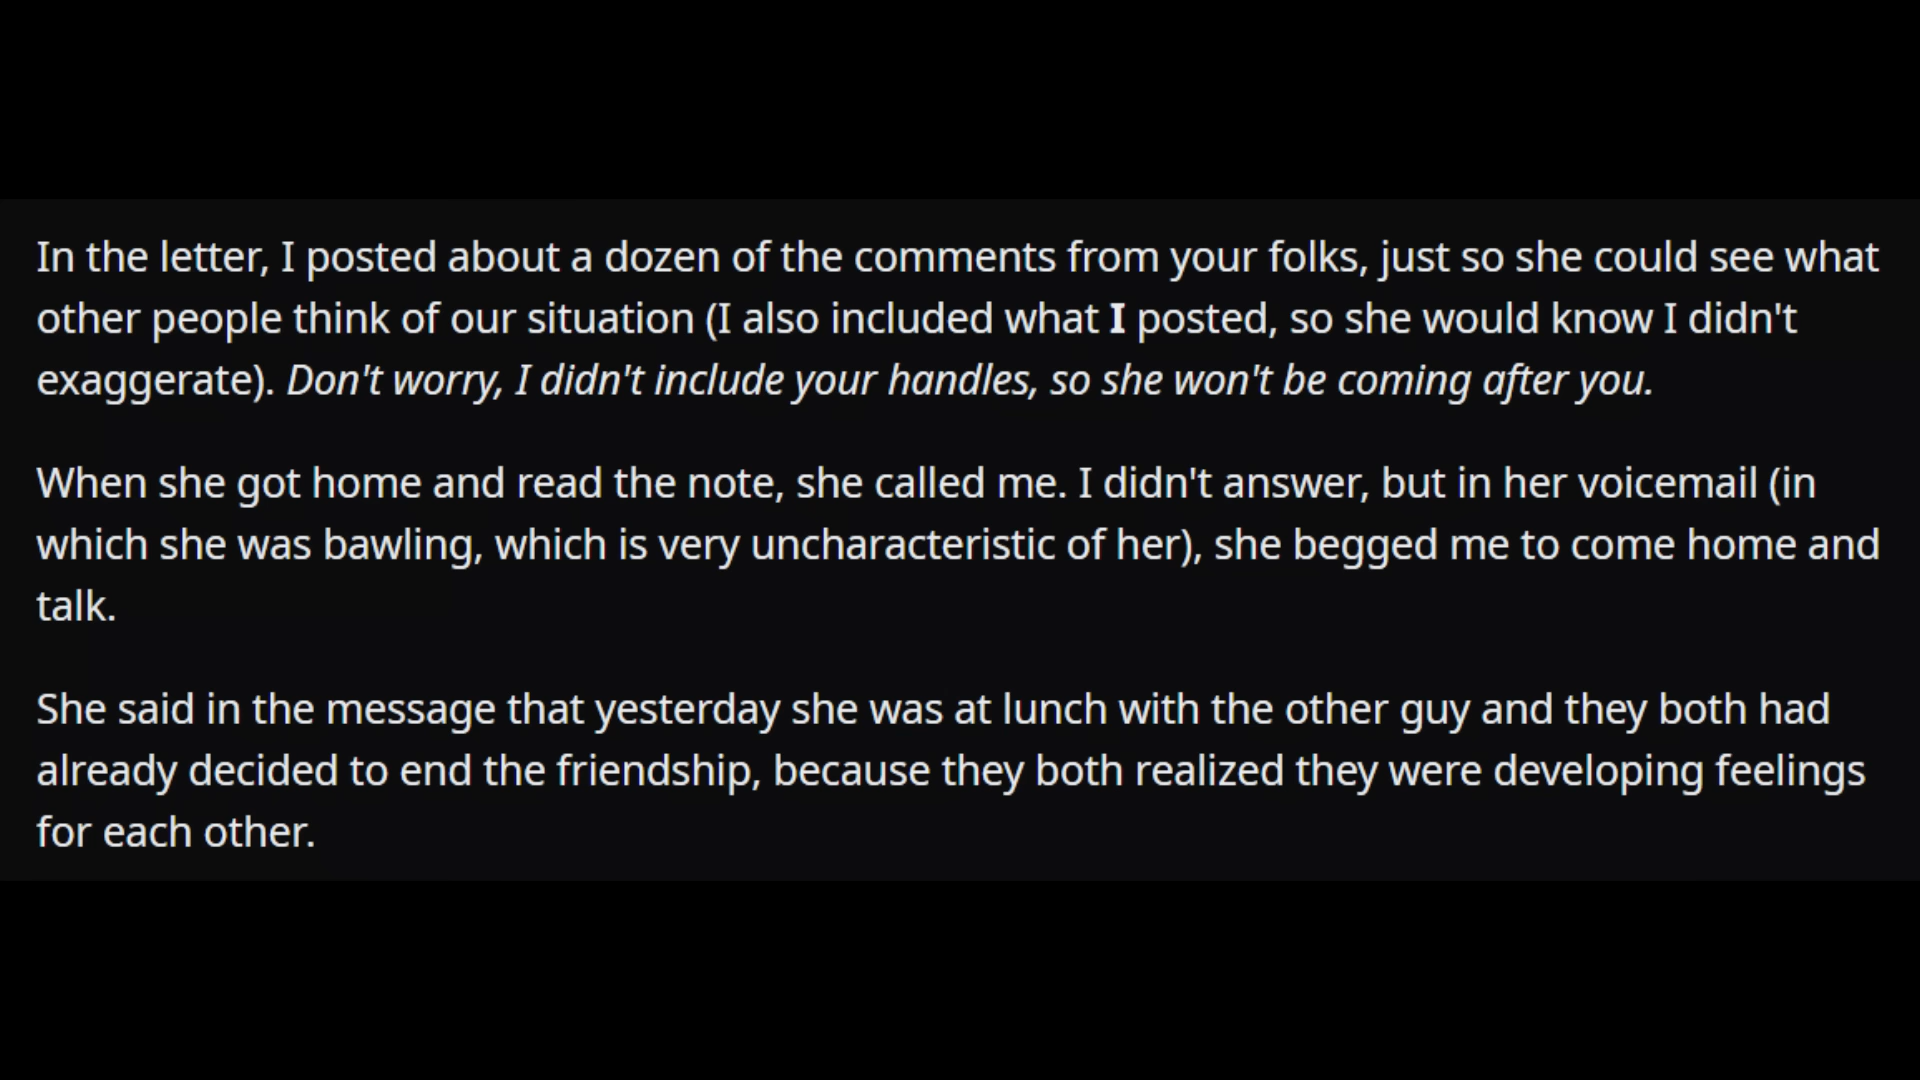 In the letter, I posted about a dozen of the comments from your folks, just so she could see what
other people think of our situation (I also included what I posted, so she would know I didn't
exaggerate). Don't worry, I didn't include your handles, so she won't be coming after you.
When she got home and read the note, she called me. I didn't answer, but in her voicemail (in
which she was bawling, which is very uncharacteristic of her), she begged me to come home and
talk.
She said in the message that yesterday she was at lunch with the other guy and they both had
already decided to end the friendship, because they both realized they were developing feelings
for each other.